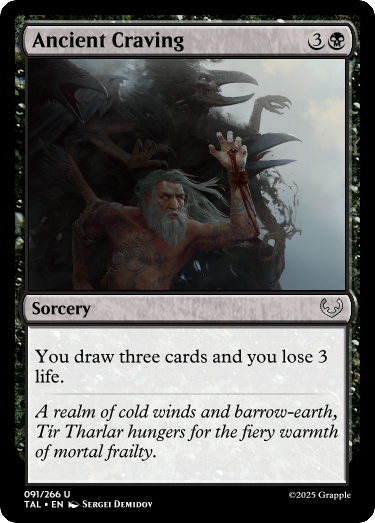 Ancient Craving 3
Sorcery
You draw three cards and you lose 3
life.
A realm of cold winds and barrow-earth,
Tír Tharlar hungers for the fiery warmth
of mortal frailty.
091/266 U
TAL • EN Sergei Demidov
©2025 Grapple